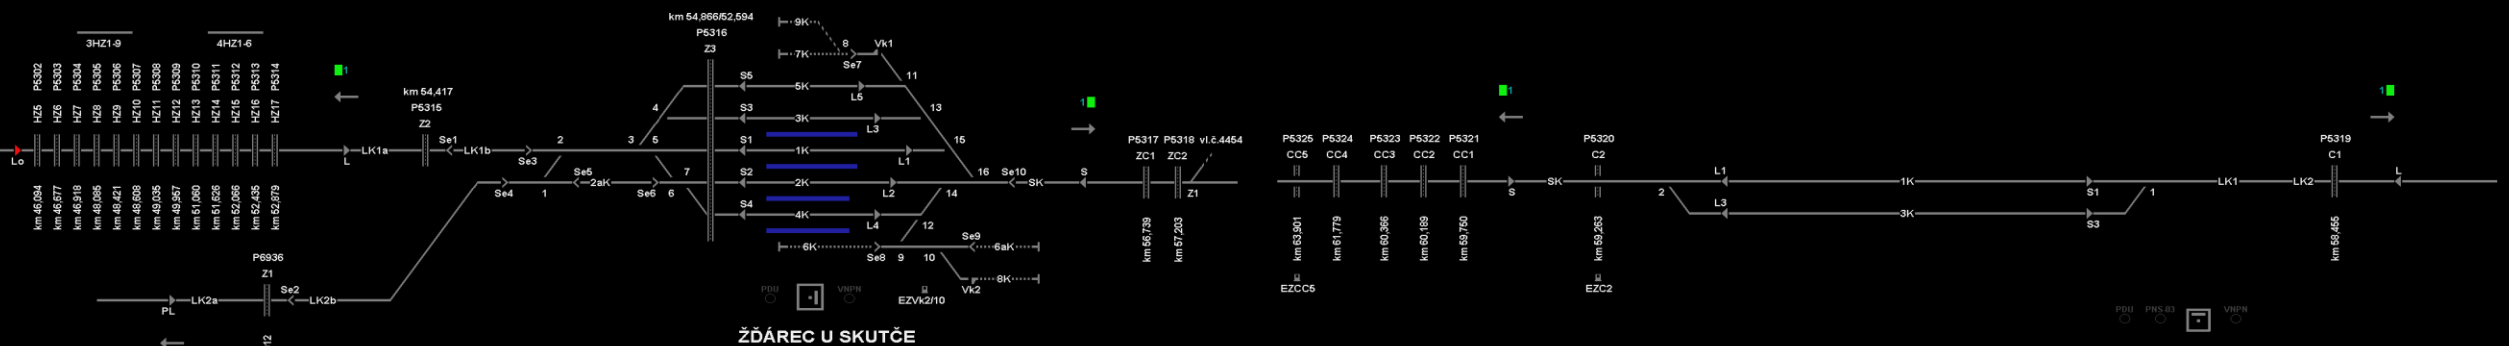 km 54,866/52,594
P5316
Z3
3HZ1-9
4HZ1-6
P5302
P5303
P5304
P5305
P5306
P5307
P5308
P5309
P5310
P5311
P5312
P5313
P5314
HZ5
HZ6
HZ7
HZ8
HZ9
HZ10
HZ11
HZ12
HZ13
HZ14
HZ15
HZ16
HZ17
km 46,094
km 46,677
km 46,918
km 48,085
km 48,421
km 48,608
km 49,035
km 49,957
km 51,060
km 51,626
km 52,066
km 52,435
km 52,879
Lo
1
L
LK1a
km 54,417
P5315
Z2
Se1
LK1b
Se3
2
3
4
5
1
Se4
Se5
2aK
Se6
6
7
9K
7K
8
Vk1
Se7
11
S5
5K
L5
13
S3
3K
L3
15
S1
1K
L1
16
S2
2K
L2
14
Se10
SK
S
S4
4K
L4
12
6K
Se8
9
10
Se9
6aK
8K
Vk2
EZVk2/10
PDU
VNPN
P6936
Z1
Se2
PL
LK2a
LK2b
12
ŽĎÁREC U SKUTČE
1
P5317
P5318
vl.č.4454
ZC1
ZC2
Z1
km 56,739
km 57,203
P5325
P5324
P5323
P5322
P5321
CC5
CC4
CC3
CC2
CC1
km 63,901
km 61,779
km 60,366
km 60,189
km 59,750
EZCC5
1
S
SK
P5320
C2
km 59,263
EZC2
2
L1
1K
S1
1
L3
3K
S3
LK1
LK2
1
P5319
C1
L
km 58,455
PDU
PNS-03
VNPN